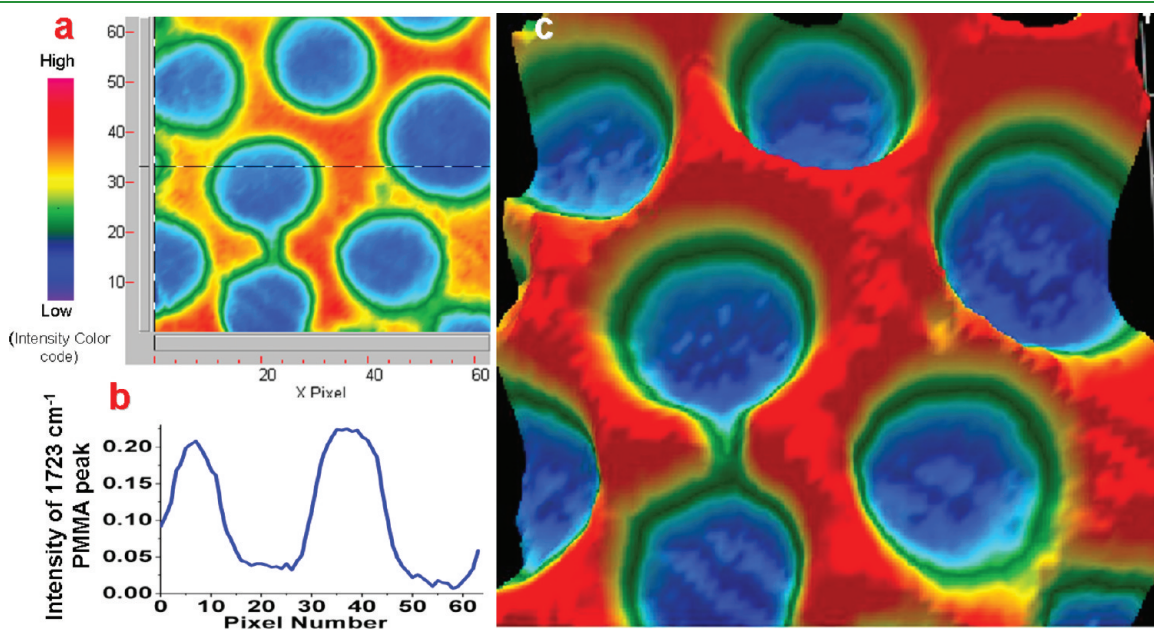 a
High
Low
(Intensity Color
code)
60
50
40
30
20
10
20
40
60
X Pixel
b
Intensity of 1723 cm⁻¹
PMMA peak
0.20
0.15
0.10
0.05
0.00
0 10 20 30 40 50 60
Pixel Number
c